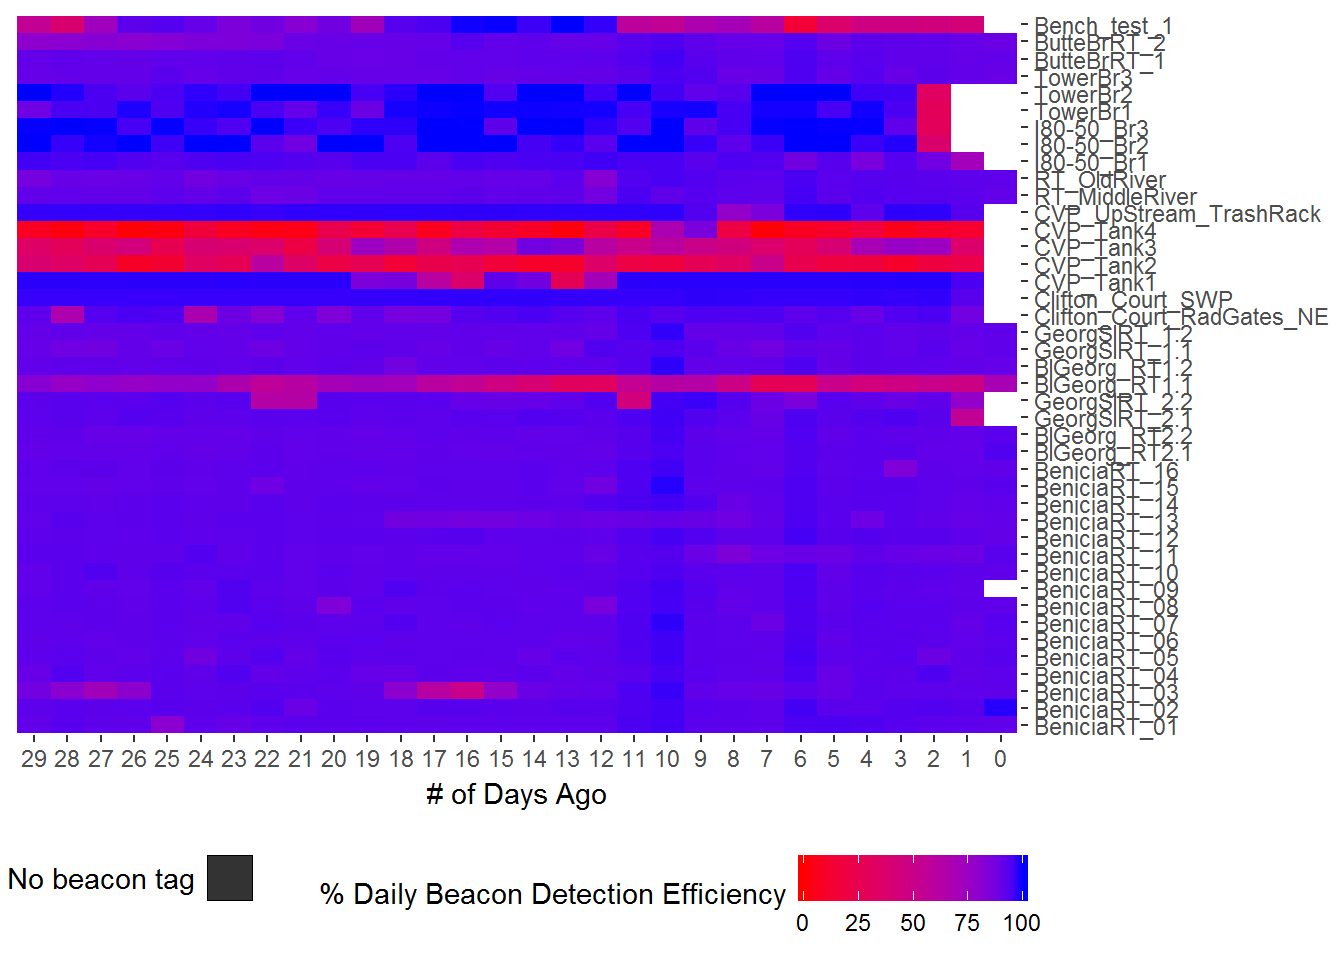 Bench_test_1
ButteBrRT_2
ButteBrRT_1
TowerBr3
TowerBr2
TowerBr1
I80-50_Br3
I80-50_Br2
I80-50_Br1
RT_OldRiver
RT_MiddleRiver
CVP_UpStream_TrashRack
CVP_Tank4
CVP_Tank3
CVP_Tank2
CVP_Tank1
Clifton_Court_SWP
Clifton_Court_RadGates_NE
GeorgSlRT_1.2
GeorgSlRT_1.1
BlGeorg_RT1.2
BlGeorg_RT1.1
GeorgSlRT_2.2
GeorgSlRT_2.1
BlGeorg_RT2.2
BlGeorg_RT2.1
BeniciaRT_16
BeniciaRT_15
BeniciaRT_14
BeniciaRT_13
BeniciaRT_12
BeniciaRT_11
BeniciaRT_10
BeniciaRT_09
BeniciaRT_08
BeniciaRT_07
BeniciaRT_06
BeniciaRT_05
BeniciaRT_04
BeniciaRT_03
BeniciaRT_02
BeniciaRT_01
29 28 27 26 25 24 23 22 21 20 19 18 17 16 15 14 13 12 11 10 9 8 7 6 5 4 3 2 1 0
# of Days Ago
No beacon tag
% Daily Beacon Detection Efficiency
0 25 50 75 100